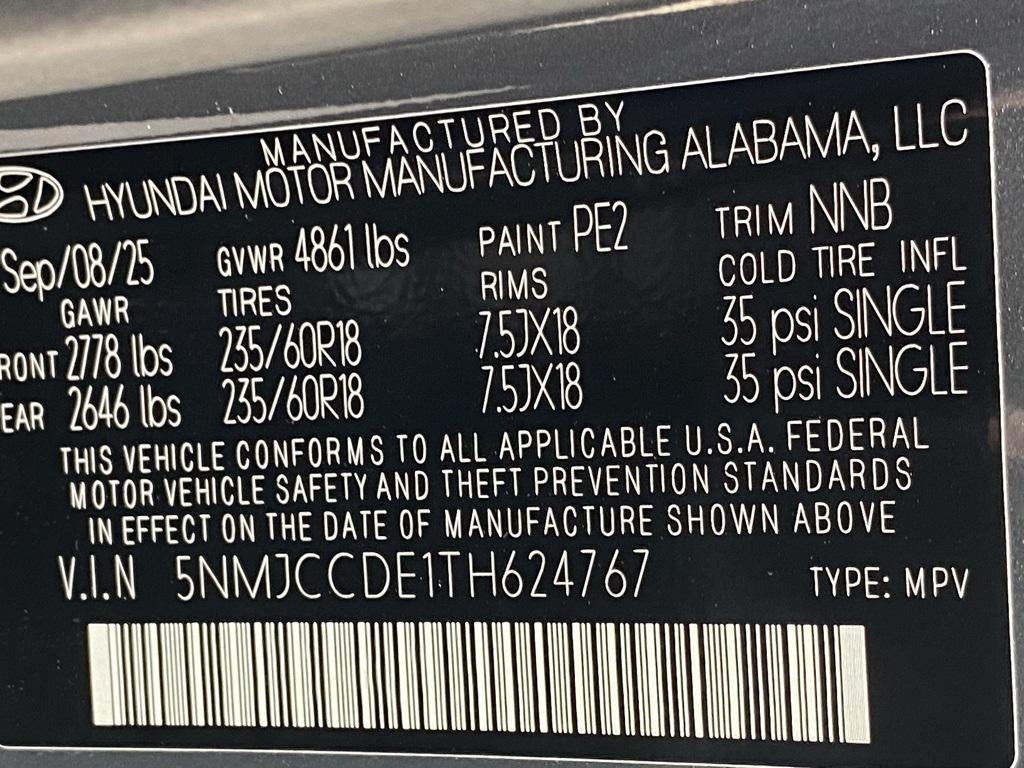 MANUFACTURED BY
HYUNDAI MOTOR MANUFACTURING ALABAMA, LLC
Sep/08/25 GVWR 4861 lbs PAINT PE2 TRIM NNB
GAWR TIRES RIMS COLD TIRE INFL
RONT 2778 lbs 235/60R18 7.5JX18 35 psi SINGLE
EAR 2646 lbs 235/60R18 7.5JX18 35 psi SINGLE
THIS VEHICLE CONFORMS TO ALL APPLICABLE U.S.A. FEDERAL
MOTOR VEHICLE SAFETY AND THEFT PREVENTION STANDARDS
IN EFFECT ON THE DATE OF MANUFACTURE SHOWN ABOVE
V.I.N 5NMJCCDE1TH624767 TYPE: MPV